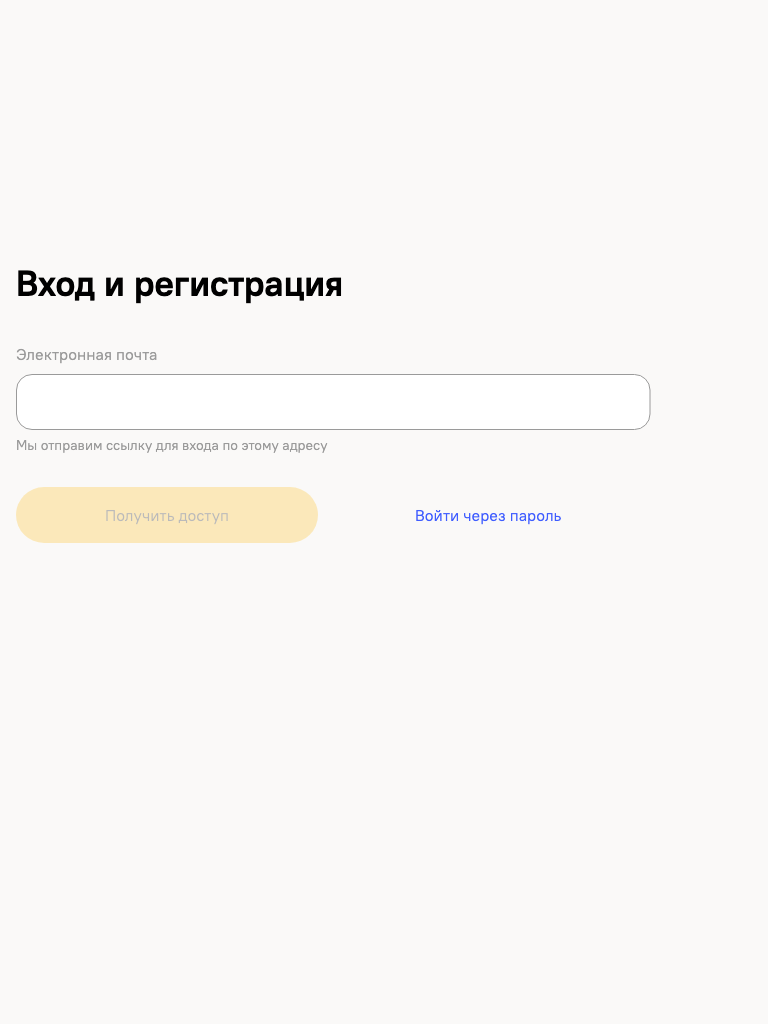 Вход и регистрация
Электронная почта
Мы отправим ссылку для входа по этому адресу
Получить доступ
Войти через пароль